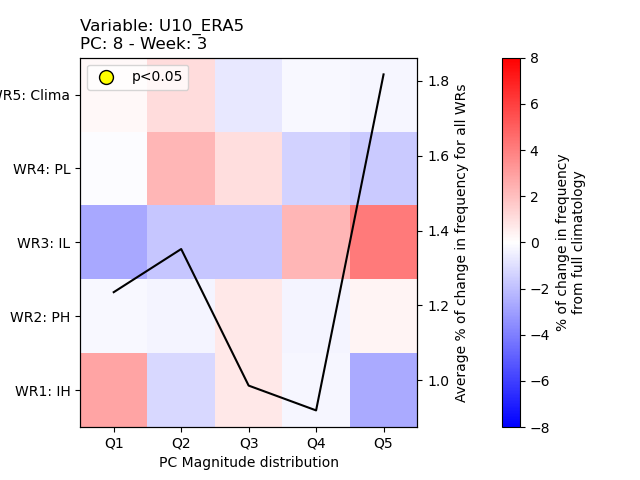 Variable: U10_ERA5
PC: 8 - Week: 3
p<0.05
WR5: Clima
WR4: PL
WR3: IL
WR2: PH
WR1: IH
Q1 Q2 Q3 Q4 Q5
PC Magnitude distribution
1.8
1.6
1.4
1.2
1.0
Average % of change in frequency for all WRs
8
6
4
2
0
−2
−4
−6
−8
% of change in frequency
from full climatology